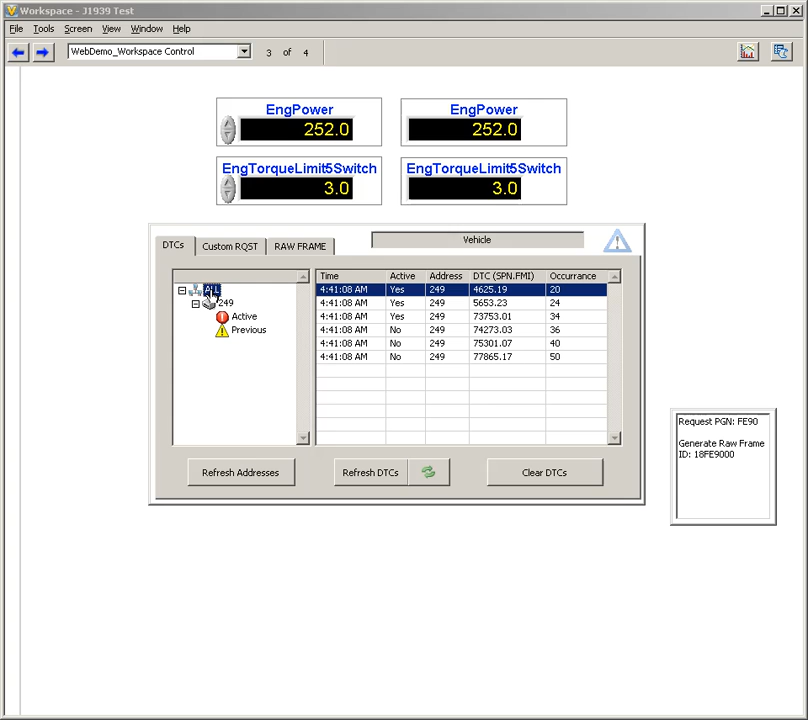 Workspace - J1939 Test
File Tools Screen View Window Help
WebDemo_Workspace Control 3 of 4
EngPower EngPower
252.0 252.0
EngTorqueLimit5Switch EngTorqueLimit5Switch
3.0 3.0
DTCs Custom RQST RAW FRAME Vehicle
Time Active Address DTC (SPN.FMI) Occurrance
4:41:08 AM Yes 249 4625.19 20
4:41:08 AM Yes 249 5653.23 24
4:41:08 AM Yes 249 73753.01 34
4:41:08 AM No 249 74273.03 36
4:41:08 AM No 249 75301.07 40
4:41:08 AM No 249 77865.17 50
249
Active
Previous
Refresh Addresses Refresh DTCs Clear DTCs
Request PGN: FE90
Generate Raw Frame
ID: 18FE9000